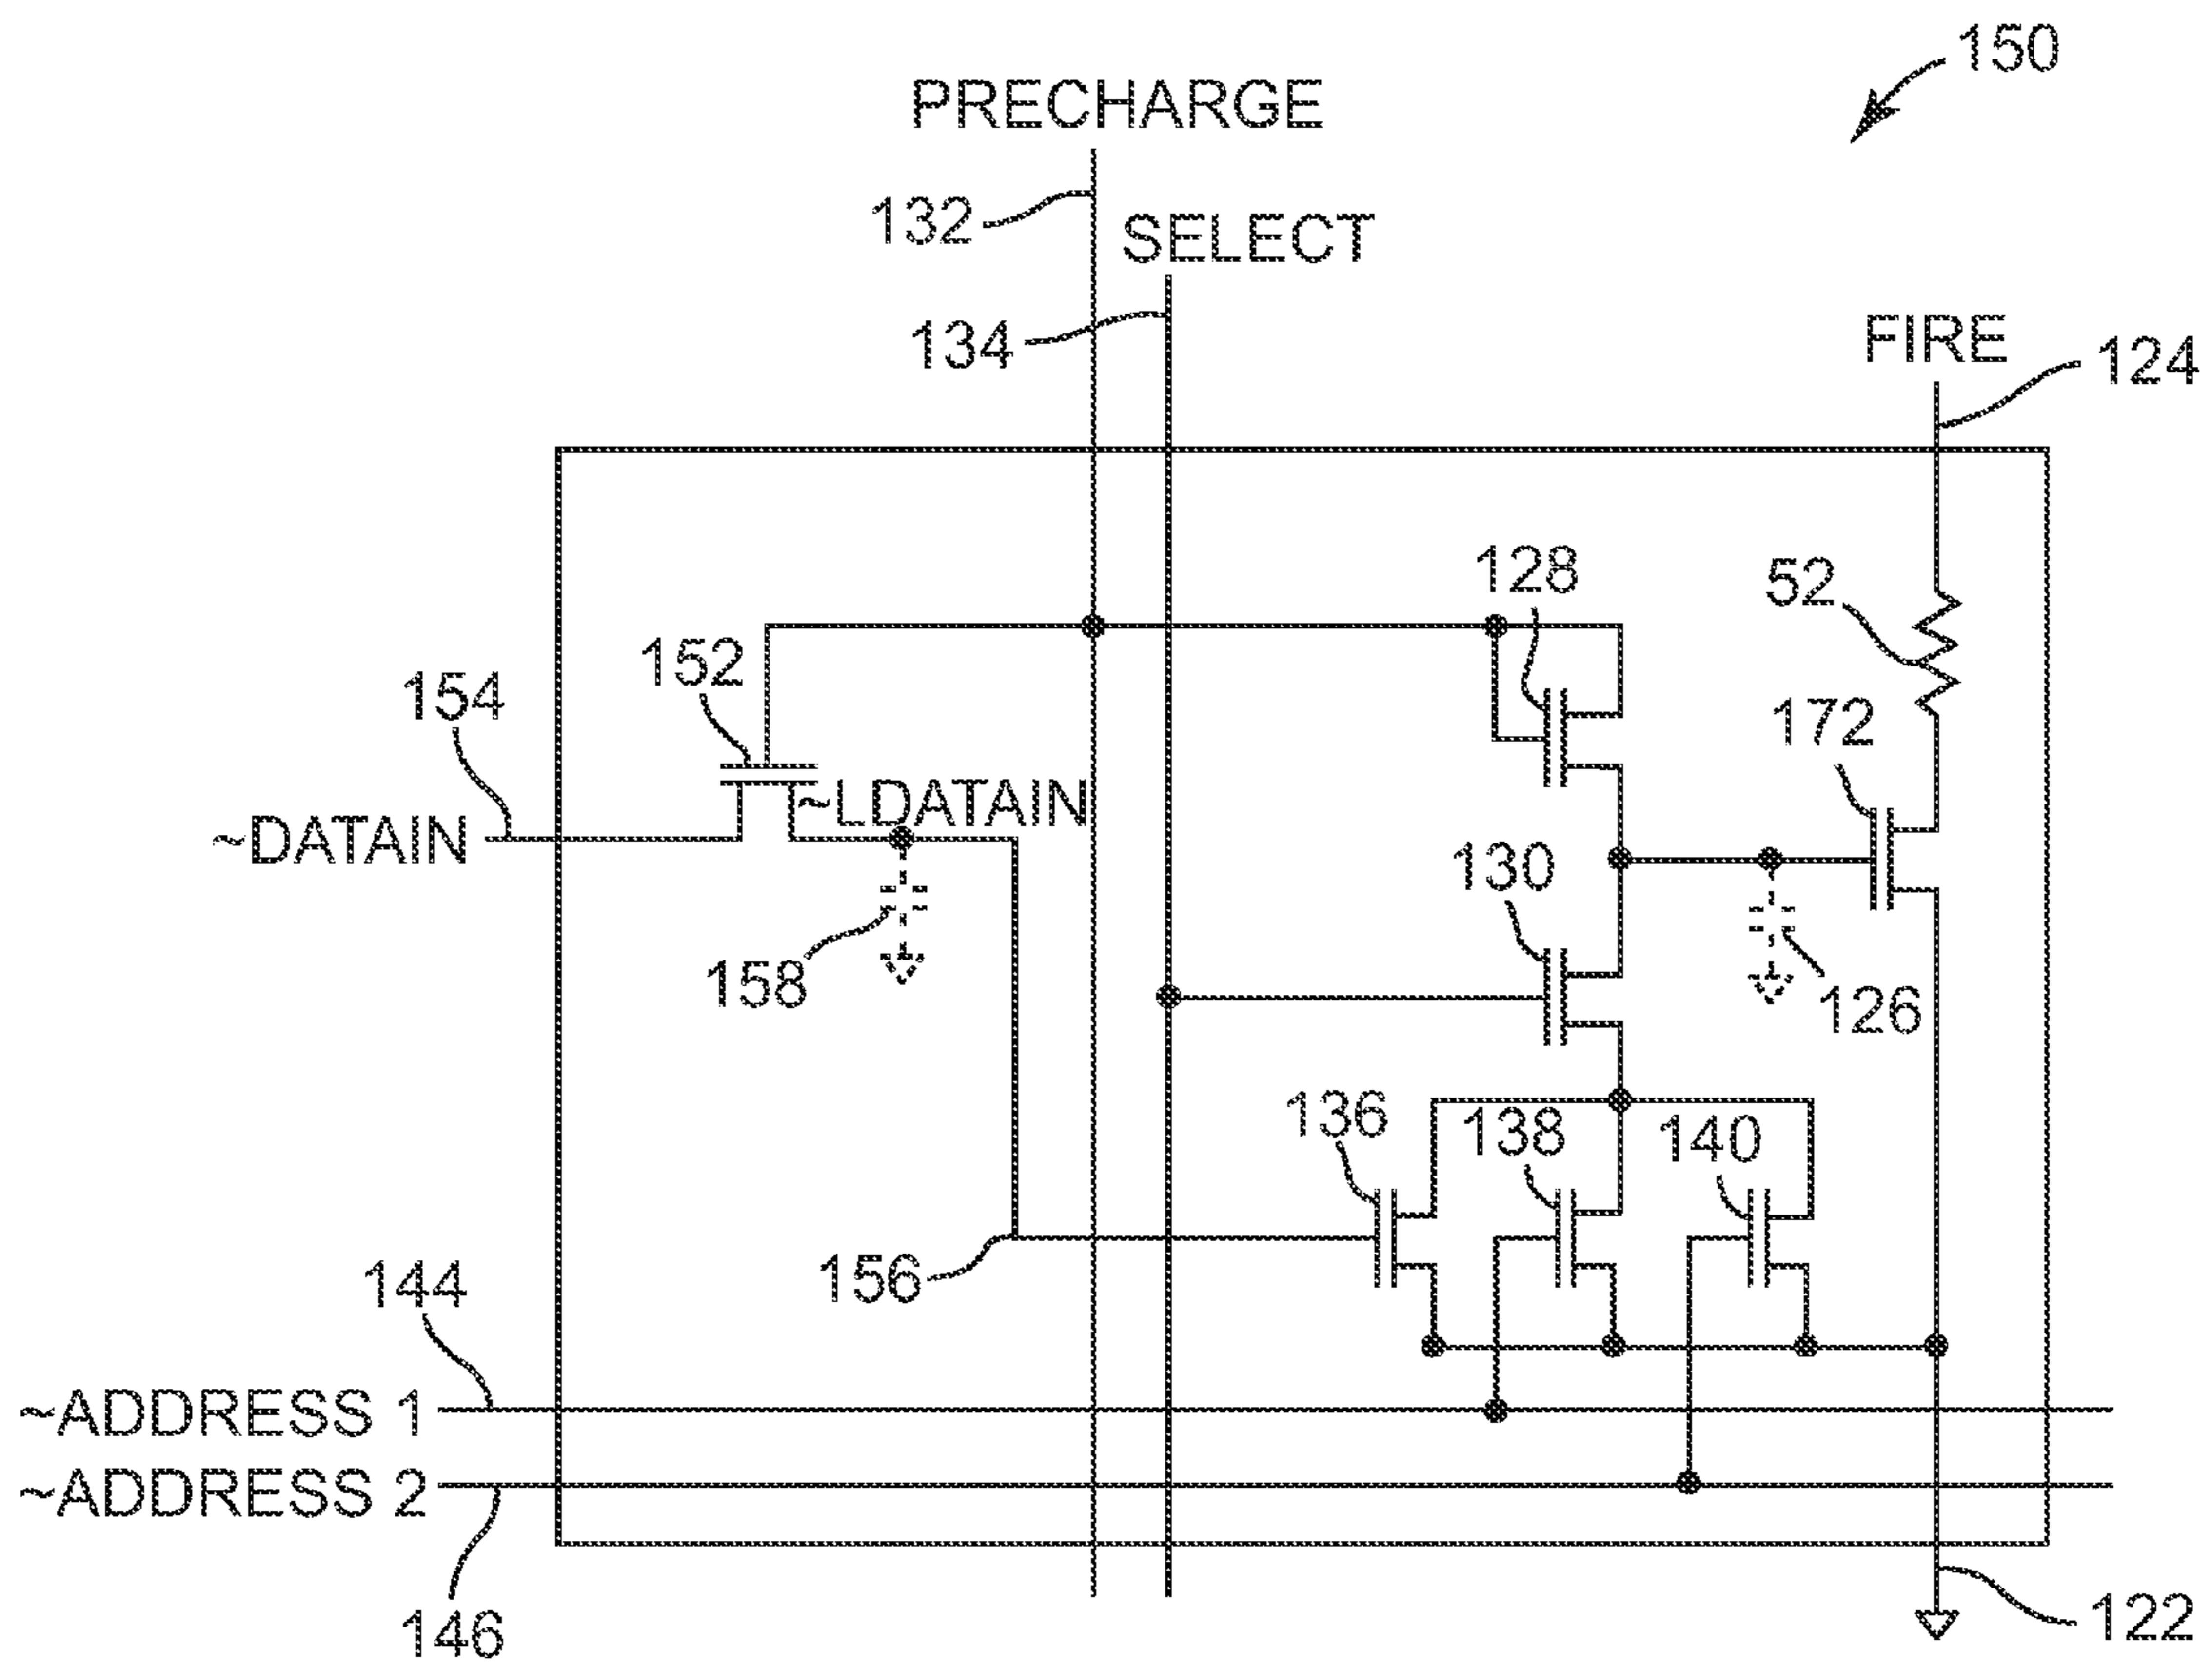 150
PRECHARGE
132
SELECT
134
FIRE
124
128
52
152
154
172
~LDATAIN
~DATAIN
130
158
126
136
138
140
156
144
~ADDRESS 1
~ADDRESS 2
146
122